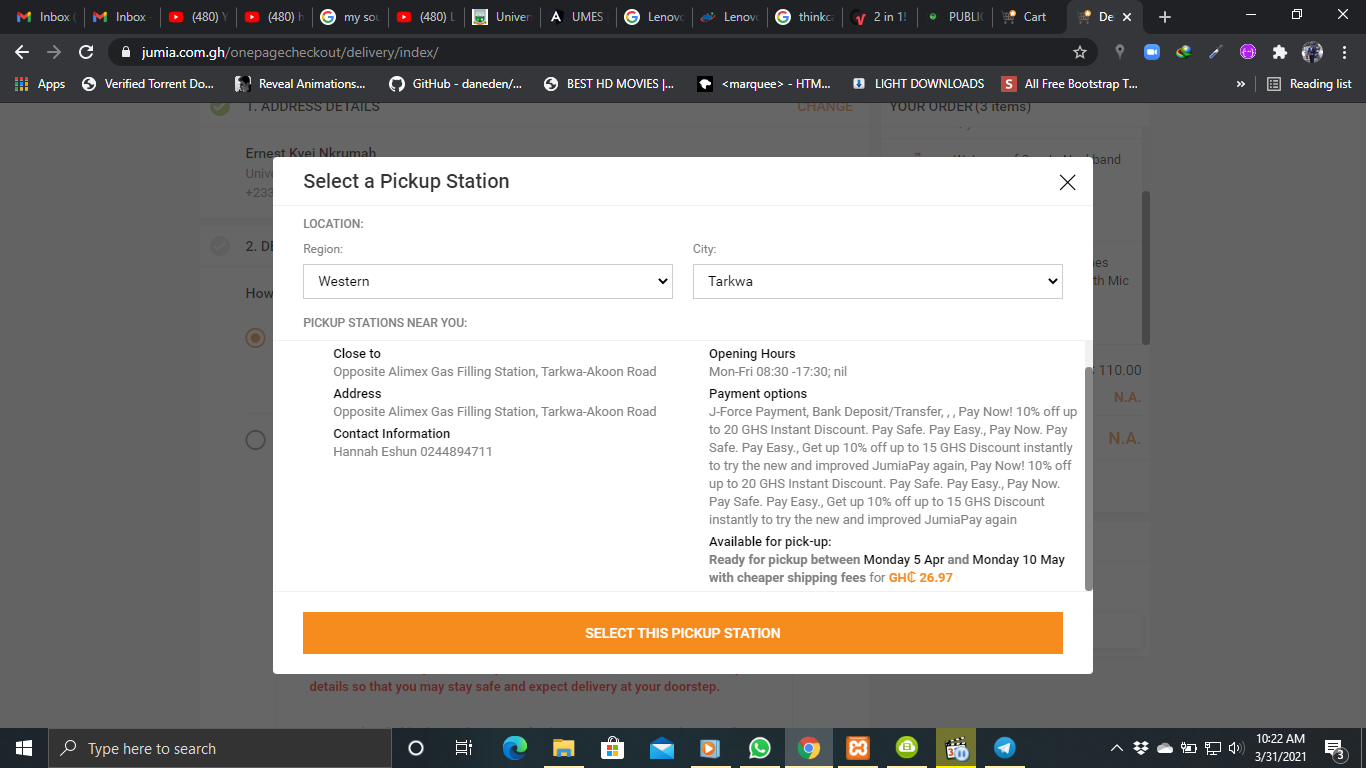 Inbox (
Inbox -
(480) Y
(480) h
my sou
(480) L
Univer
UMES
Lenovo
Lenov
thinkca
2 in 1!
PUBLIC
Cart
De
jumia.com.gh/onepagecheckout/delivery/index/
Apps
Verified Torrent Do...
Reveal Animations...
GitHub - daneden/...
BEST HD MOVIES |...
<marquee> - HTM...
LIGHT DOWNLOADS
All Free Bootstrap T...
»
Reading list
1. ADDRESS DETAILS
CHANGE
YOUR ORDER (3 items)
Ernest Kyei Nkrumah
Unive
+233
2. DE
How
Select a Pickup Station
LOCATION:
Region:
City:
Western
Tarkwa
PICKUP STATIONS NEAR YOU:
Close to
Opposite Alimex Gas Filling Station, Tarkwa-Akoon Road
Address
Opposite Alimex Gas Filling Station, Tarkwa-Akoon Road
Contact Information
Hannah Eshun 0244894711
Opening Hours
Mon-Fri 08:30 -17:30; nil
Payment options
J-Force Payment, Bank Deposit/Transfer, , , Pay Now! 10% off up
to 20 GHS Instant Discount. Pay Safe. Pay Easy., Pay Now. Pay
Safe. Pay Easy., Get up 10% off up to 15 GHS Discount instantly
to try the new and improved JumiaPay again, Pay Now! 10% off
up to 20 GHS Instant Discount. Pay Safe. Pay Easy., Pay Now.
Pay Safe. Pay Easy., Get up 10% off up to 15 GHS Discount
instantly to try the new and improved JumiaPay again
Available for pick-up:
Ready for pickup between Monday 5 Apr and Monday 10 May
with cheaper shipping fees for GH₵ 26.97
SELECT THIS PICKUP STATION
band
nes
th Mic
110.00
N.A.
N.A.
details so that you may stay safe and expect delivery at your doorstep.
Type here to search
10:22 AM
3/31/2021
3